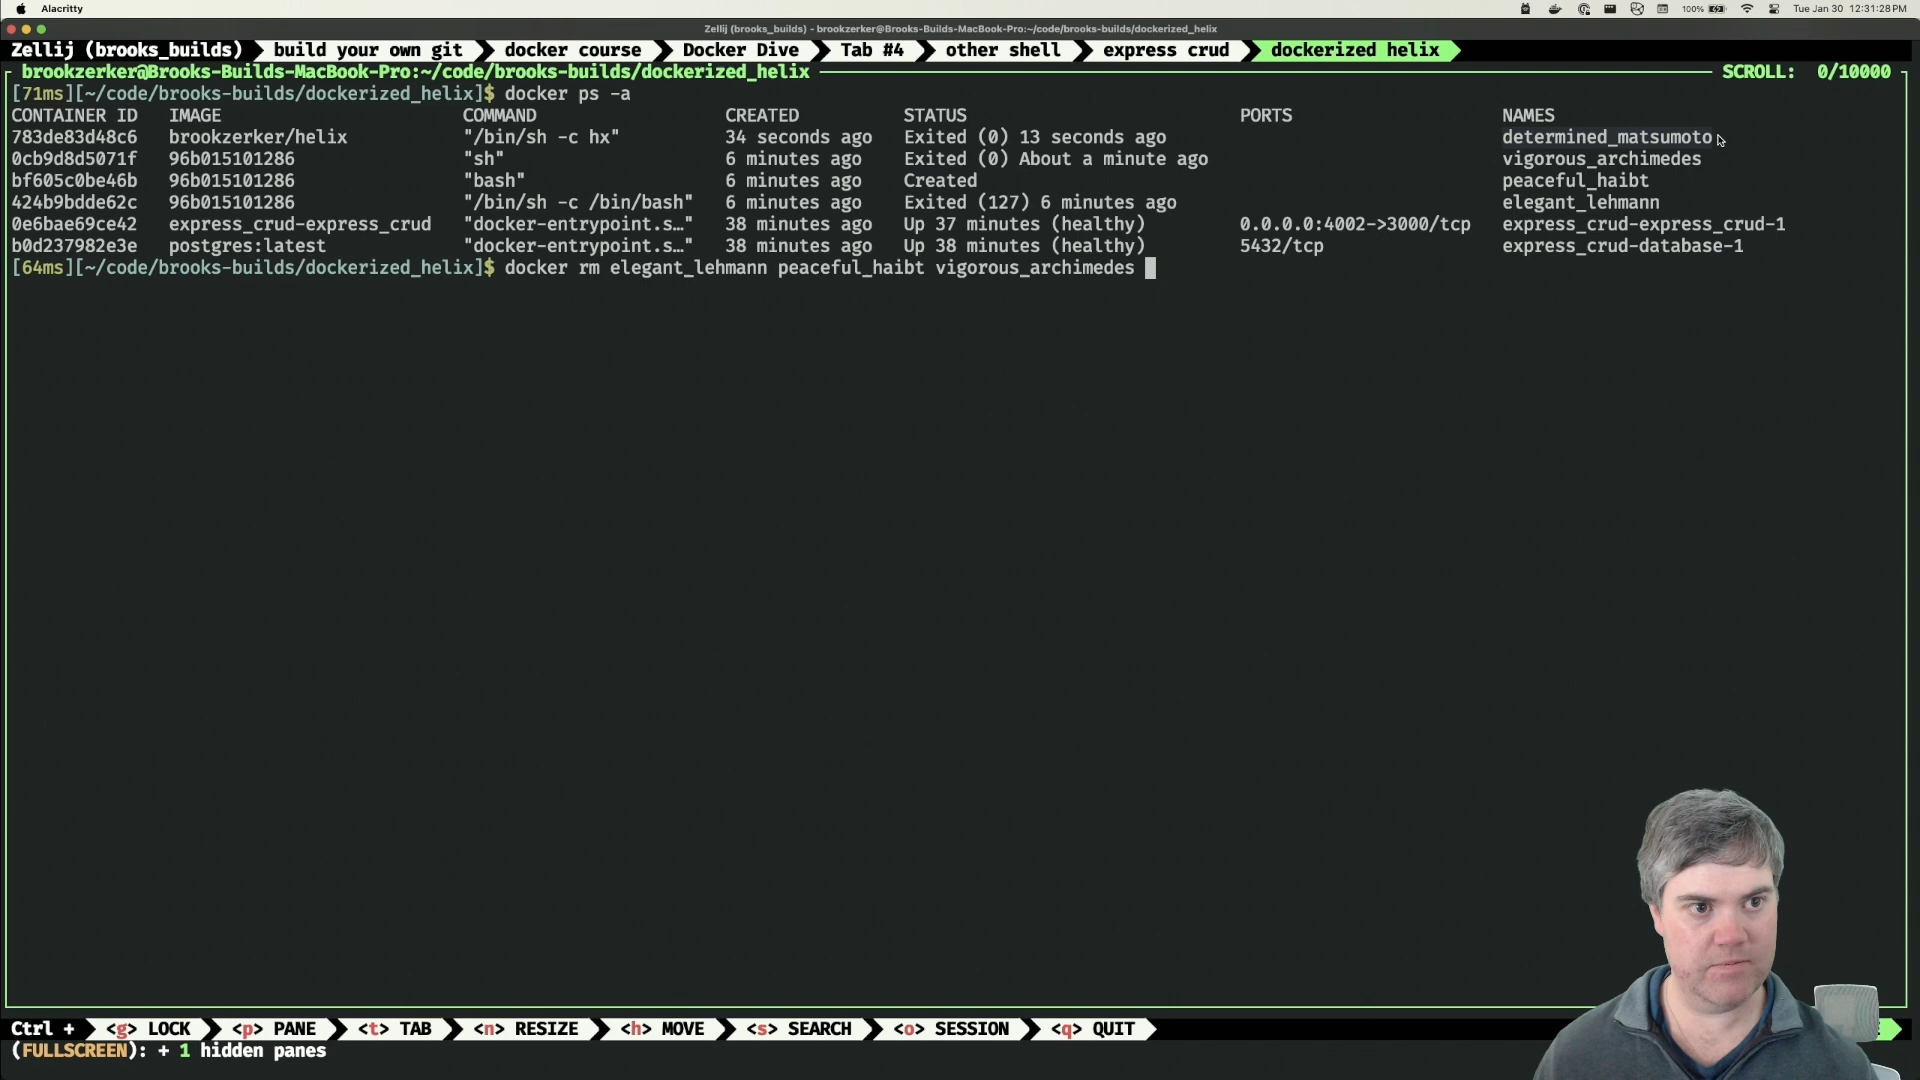 Alacritty
100%
Tue Jan 30 12:31:28 PM
Zellij (brooks_builds) - brookzerker@Brooks-Builds-MacBook-Pro:~/code/brooks-builds/dockerized_helix
Zellij (brooks_builds) build your own git docker course Docker Dive Tab #4 other shell express crud dockerized helix
brookzerker@Brooks-Builds-MacBook-Pro:~/code/brooks-builds/dockerized_helix SCROLL: 0/10000
[71ms][~/code/brooks-builds/dockerized_helix]$ docker ps -a
CONTAINER ID IMAGE COMMAND CREATED STATUS PORTS NAMES
783de83d48c6 brookzerker/helix "/bin/sh -c hx" 34 seconds ago Exited (0) 13 seconds ago determined_matsumoto
0cb9d8d5071f 96b015101286 "sh" 6 minutes ago Exited (0) About a minute ago vigorous_archimedes
bf605c0be46b 96b015101286 "bash" 6 minutes ago Created peaceful_haibt
424b9bdde62c 96b015101286 "/bin/sh -c /bin/bash" 6 minutes ago Exited (127) 6 minutes ago elegant_lehmann
0e6bae69ce42 express_crud-express_crud "docker-entrypoint.s…" 38 minutes ago Up 37 minutes (healthy) 0.0.0.0:4002->3000/tcp express_crud-express_crud-1
b0d237982e3e postgres:latest "docker-entrypoint.s…" 38 minutes ago Up 38 minutes (healthy) 5432/tcp express_crud-database-1
[64ms][~/code/brooks-builds/dockerized_helix]$ docker rm elegant_lehmann peaceful_haibt vigorous_archimedes
Ctrl + <g> LOCK <p> PANE <t> TAB <n> RESIZE <h> MOVE <s> SEARCH <o> SESSION <q> QUIT
(FULLSCREEN): + 1 hidden panes